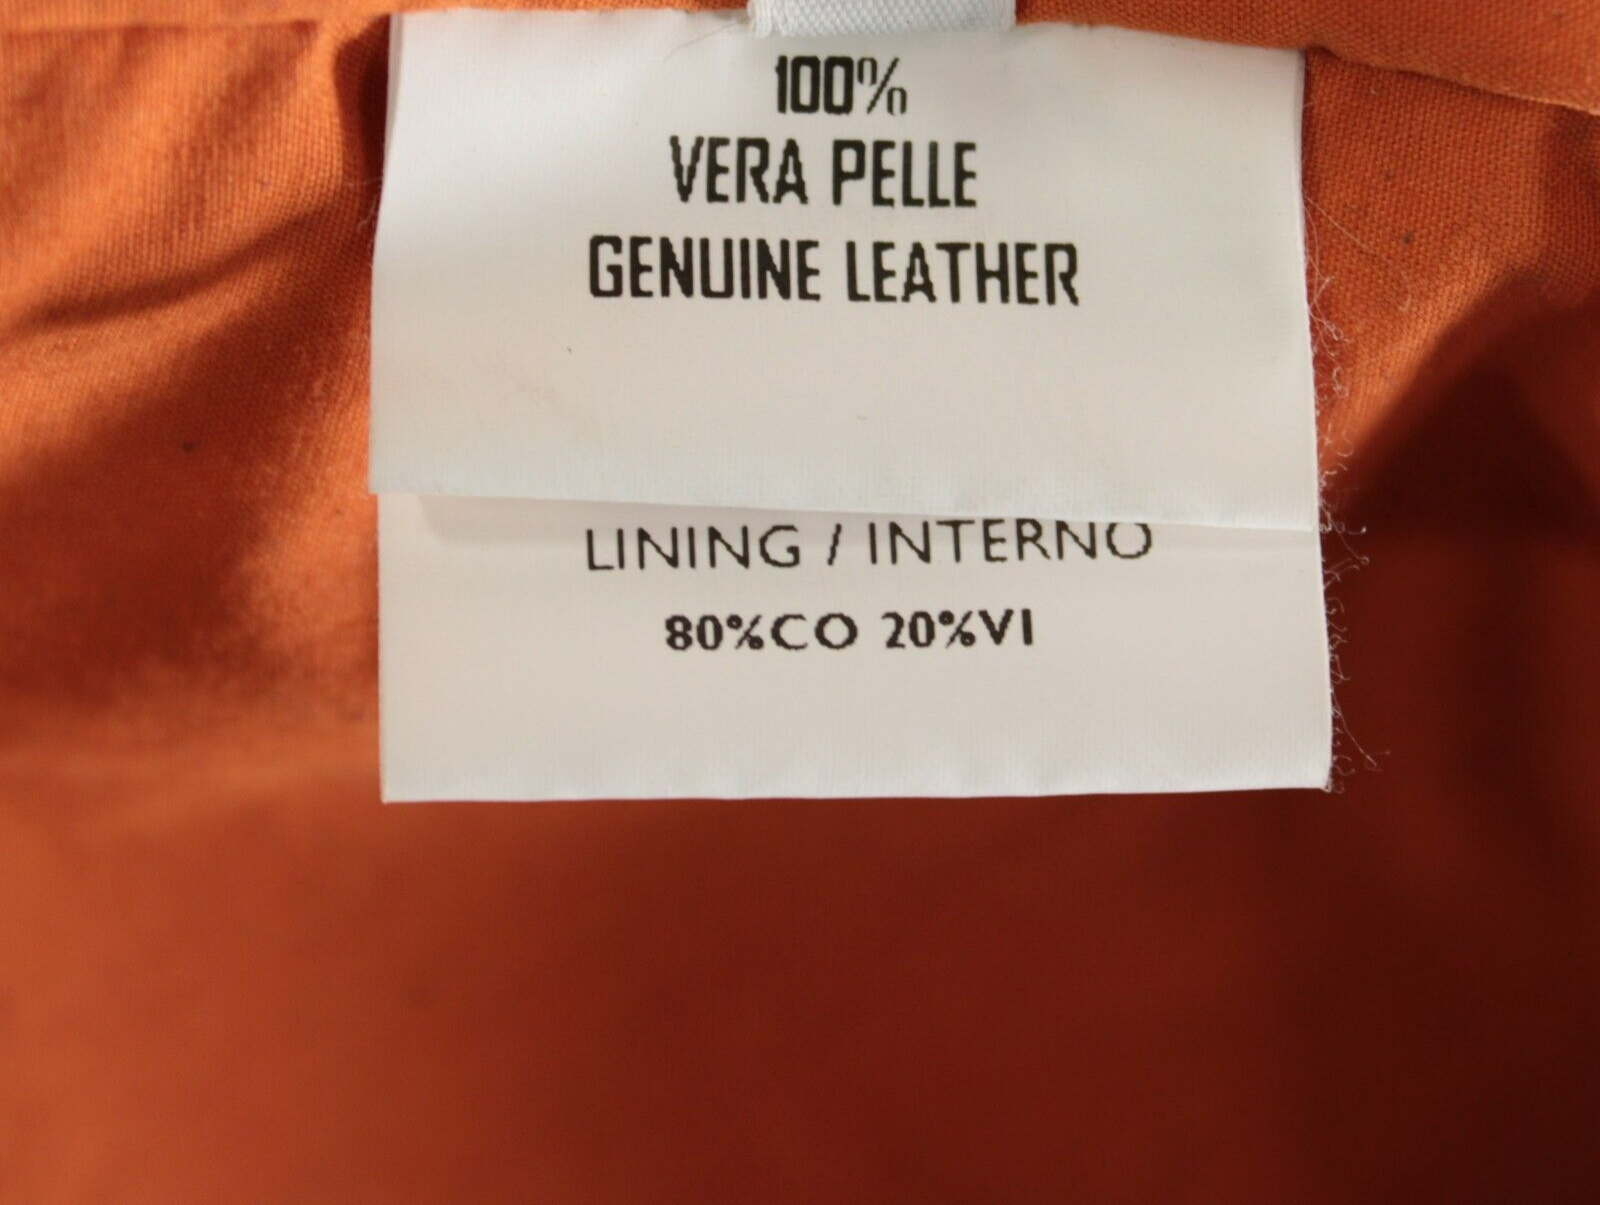 100%
VERA PELLE
GENUINE LEATHER
LINING / INTERNO
80%CO 20%VI